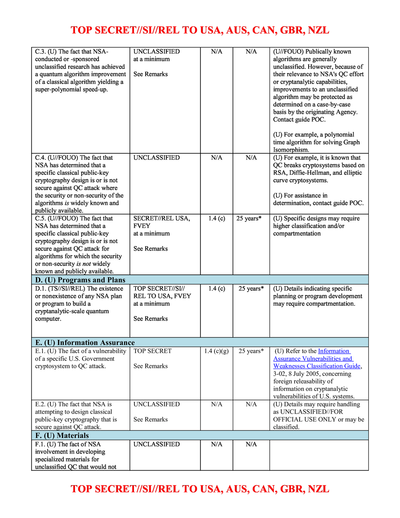 TOP SECRET//SI//REL TO USA, AUS, CAN, GBR, NZL
C.3. (U) The fact that NSA-
conducted or -sponsored
unclassified research has achieved
a quantum algorithm improvement
of a classical algorithm yielding a
super-polynomial speed-up.
UNCLASSIFIED
at a minimum
See Remarks
N/A
N/A
(U//FOUO) Publically known
algorithms are generally
unclassified. However, because of
their relevance to NSA's QC effort
or cryptanalytic capabilities,
improvements to an unclassified
algorithm may be protected as
determined on a case-by-case
basis by the originating Agency.
Contact guide POC.
(U) For example, a polynomial
time algorithm for solving Graph
Isomorphism.
C.4. (U//FOUO) The fact that
NSA has determined that a
specific classical public-key
cryptography design is or is not
secure against QC attack where
the security or non-security of the
algorithms is widely known and
publicly available.
UNCLASSIFIED
N/A
N/A
(U) For example, it is known that
QC breaks cryptosystems based on
RSA, Diffie-Hellman, and elliptic
curve cryptosystems.
(U) For assistance in
determination, contact guide POC.
C.5. (U//FOUO) The fact that
NSA has determined that a
specific classical public-key
cryptography design is or is not
secure against QC attack for
algorithms for which the security
or non-security is not widely
known and publicly available.
SECRET//REL USA,
FVEY
at a minimum
See Remarks
1.4 (c)
25 years*
(U) Specific designs may require
higher classification and/or
compartmentation
D. (U) Programs and Plans
D.1. (TS//SI//REL) The existence
or nonexistence of any NSA plan
or program to build a
cryptanalytic-scale quantum
computer.
TOP SECRET//SI//
REL TO USA, FVEY
at a minimum
See Remarks
1.4 (c)
25 years*
(U) Details indicating specific
planning or program development
may require compartmentation.
E. (U) Information Assurance
E.1. (U) The fact of a vulnerability
of a specific U.S. Government
cryptosystem to QC attack.
TOP SECRET
See Remarks
1.4 (c)(g)
25 years*
(U) Refer to the Information
Assurance Vulnerabilities and
Weaknesses Classification Guide,
3-02, 8 July 2005, concerning
foreign releasability of
information on cryptanalytic
vulnerabilities of U.S. systems.
E.2. (U) The fact that NSA is
attempting to design classical
public-key cryptography that is
secure against QC attack.
UNCLASSIFIED
See Remarks
N/A
N/A
(U) Details may require handling
as UNCLASSIFIED//FOR
OFFICIAL USE ONLY or may be
classified.
F. (U) Materials
F.1. (U) The fact of NSA
involvement in developing
specialized materials for
unclassified QC that would not
UNCLASSIFIED
N/A
N/A
TOP SECRET//SI//REL TO USA, AUS, CAN, GBR, NZL